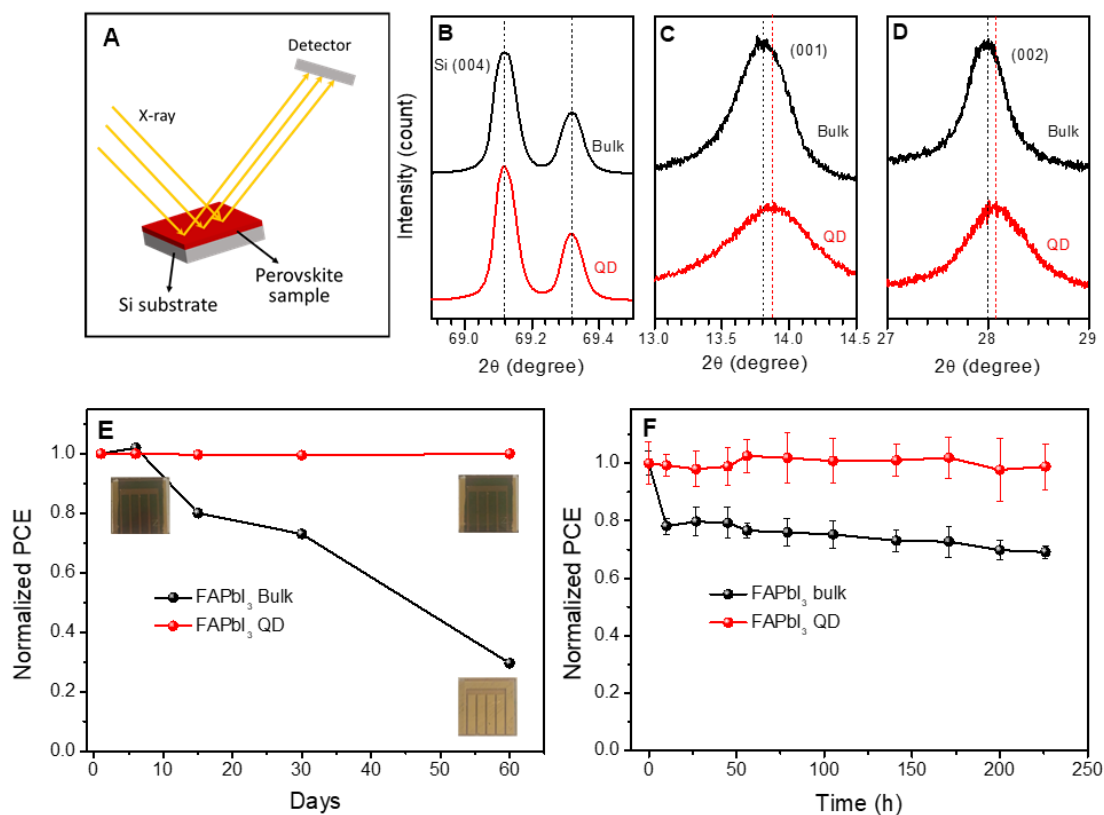 A
Detector
X-ray
Perovskite
sample
Si substrate
B
Si (004)
Bulk
QD
Intensity (count)
69.0 69.2 69.4
2θ (degree)
C
(001)
Bulk
QD
13.0 13.5 14.0 14.5
2θ (degree)
D
(002)
Bulk
QD
27 28 29
2θ (degree)
E
Normalized PCE
1.0
0.8
0.6
0.4
0.2
0.0
FAPbI3 Bulk
FAPbI3 QD
0 10 20 30 40 50 60
Days
F
Normalized PCE
1.0
0.8
0.6
0.4
0.2
0.0
FAPbI3 bulk
FAPbI3 QD
0 50 100 150 200 250
Time (h)